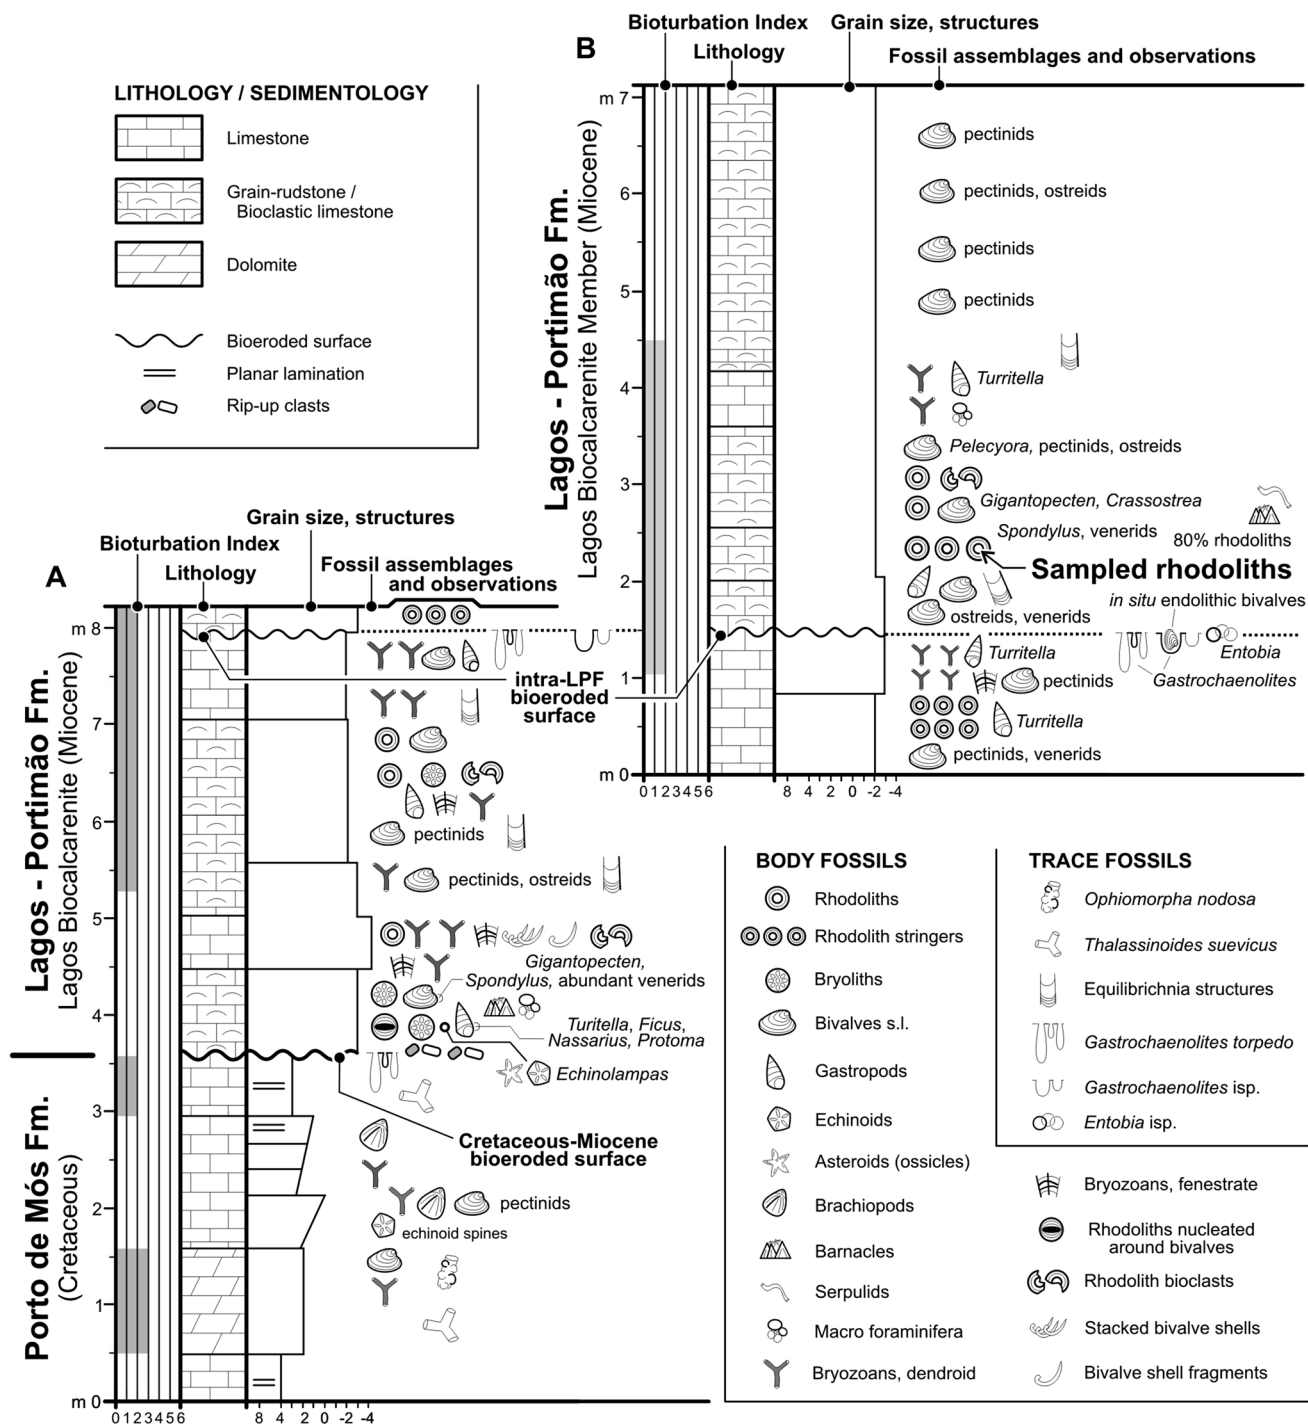 Bioturbation Index
Grain size, structures
B
Lithology
Fossil assemblages and observations
LITHOLOGY / SEDIMENTOLOGY
Limestone
Grain-rudstone /
Bioclastic limestone
Dolomite
Bioeroded surface
Planar lamination
Rip-up clasts
Lagos - Portimão Fm.
Lagos Biocalcarenite Member (Miocene)
m 7
6
5
4
3
2
1
m 0
0 1 2 3 4 5 6
8 4 2 0 -2 -4
pectinids
pectinids, ostreids
pectinids
pectinids
Turritella
Pelecyora, pectinids, ostreids
Gigantopecten, Crassostrea
Spondylus, venerids
80% rhodoliths
Sampled rhodoliths
in situ endolithic bivalves
ostreids, venerids
Turritella
Entobia
pectinids
Gastrochaenolites
Turritella
pectinids, venerids
Grain size, structures
Bioturbation Index
Lithology
Fossil assemblages
and observations
A
Lagos - Portimão Fm.
Lagos Biocalcarenite (Miocene)
Porto de Mós Fm.
(Cretaceous)
m 8
7
6
5
4
3
2
1
m 0
0 1 2 3 4 5 6
8 4 2 0 -2 -4
intra-LPF
bioeroded
surface
pectinids
pectinids, ostreids
Gigantopecten,
Spondylus, abundant venerids
Turitella, Ficus,
Nassarius, Protoma
Echinolampas
Cretaceous-Miocene
bioeroded surface
pectinids
echinoid spines
BODY FOSSILS
Rhodoliths
Rhodolith stringers
Bryoliths
Bivalves s.l.
Gastropods
Echinoids
Asteroids (ossicles)
Brachiopods
Barnacles
Serpulids
Macro foraminifera
Bryozoans, dendroid
TRACE FOSSILS
Ophiomorpha nodosa
Thalassinoides suevicus
Equilibrichnia structures
Gastrochaenolites torpedo
Gastrochaenolites isp.
Entobia isp.
Bryozoans, fenestrate
Rhodoliths nucleated
around bivalves
Rhodolith bioclasts
Stacked bivalve shells
Bivalve shell fragments